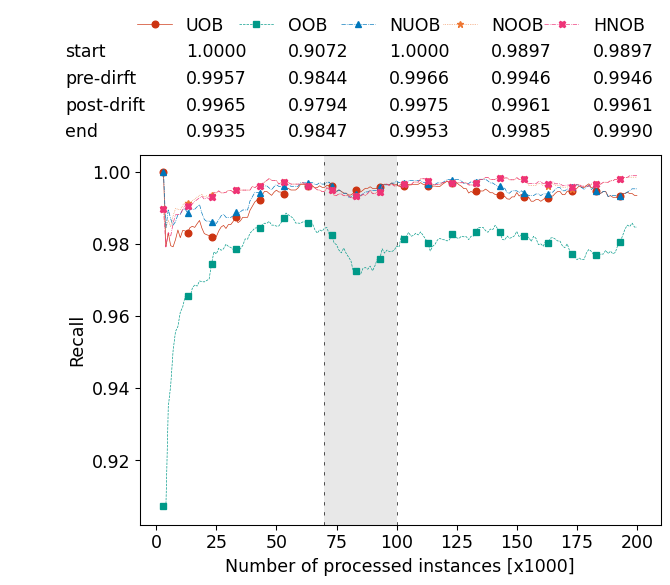 UOB OOB NUOB NOOB HNOB
start 1.0000 0.9072 1.0000 0.9897 0.9897
pre-dirft 0.9957 0.9844 0.9966 0.9946 0.9946
post-drift 0.9965 0.9794 0.9975 0.9961 0.9961
end 0.9935 0.9847 0.9953 0.9985 0.9990
1.00
0.98
0.96
0.94
0.92
Recall
0 25 50 75 100 125 150 175 200
Number of processed instances [x1000]